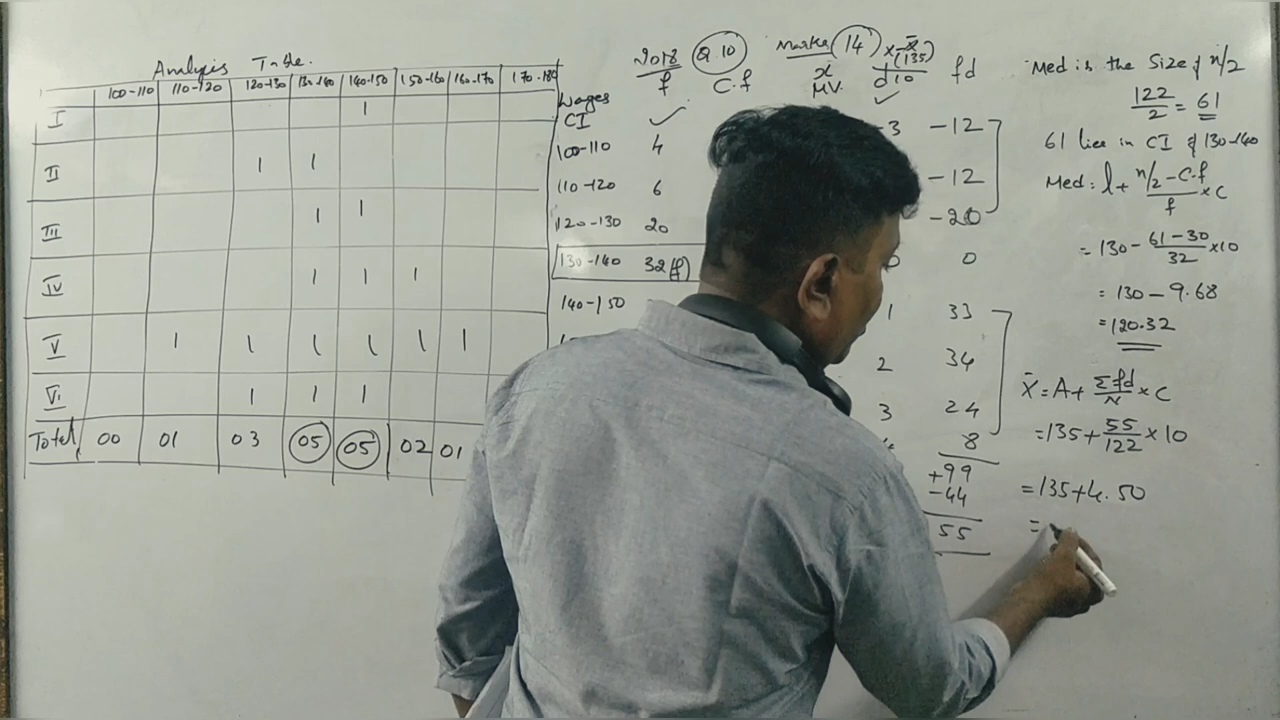 Analysis Table.
100-110 110-120 120-130 130-140 140-150 150-160 160-170 170-180
I 1
II 1 1
III 1 1
IV 1 1 1
V 1 1 1 1 1 1
VI 1 1 1
Total 00 01 03 05 05 02 01
2018 Q 10 Marks 14
Wages
CI f C.f x M.V. d x-x̄(135) 10 fd
100-110 4 -3 -12
110-120 6 -12
120-130 20 -20
130-140 32(f) 0 0
140-150 1 33
2 34
3 24
8
+99
-44
55
Med is the Size of n/2
122/2 = 61
61 lies in CI of 130-140
Med: l + n/2 - C.f / f × C
= 130 - 61-30/32 × 10
= 130 - 9.68
= 120.32
X̄ = A + Σfd/N × C
= 135 + 55/122 × 10
= 135 + 4.50
=